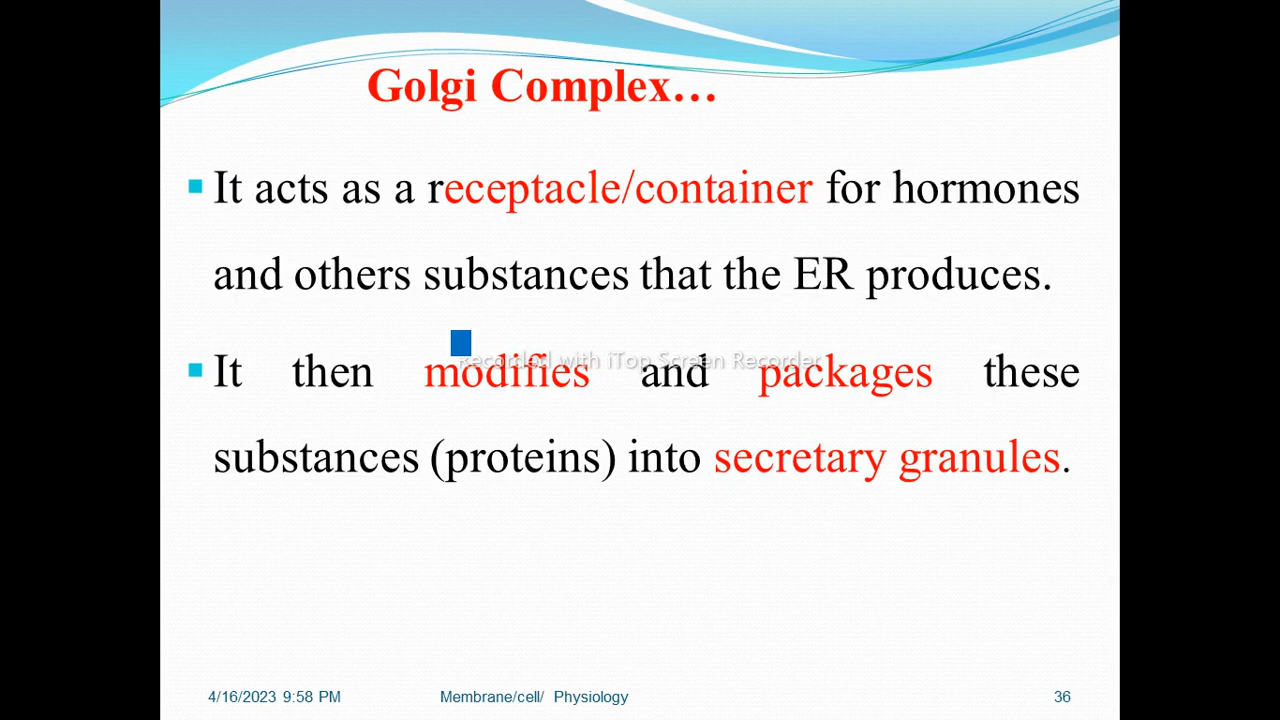 Golgi Complex…
It acts as a receptacle/container for hormones
and others substances that the ER produces.
Recorded with iTop Screen Recorder
It then modifies and packages these
substances (proteins) into secretary granules.
4/16/2023 9:58 PM Membrane/cell/ Physiology 36